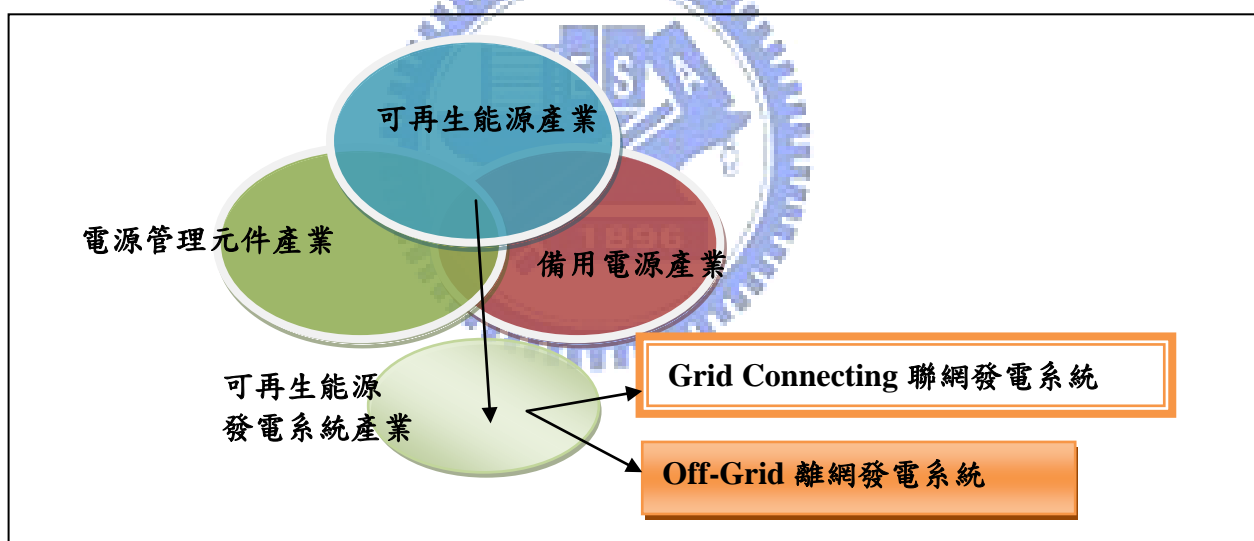 ESA
可再生能源產業
電源管理元件產業
1896
備用電源產業
Grid Connecting 聯網發電系統
可再生能源
發電系統產業
Off-Grid 離網發電系統